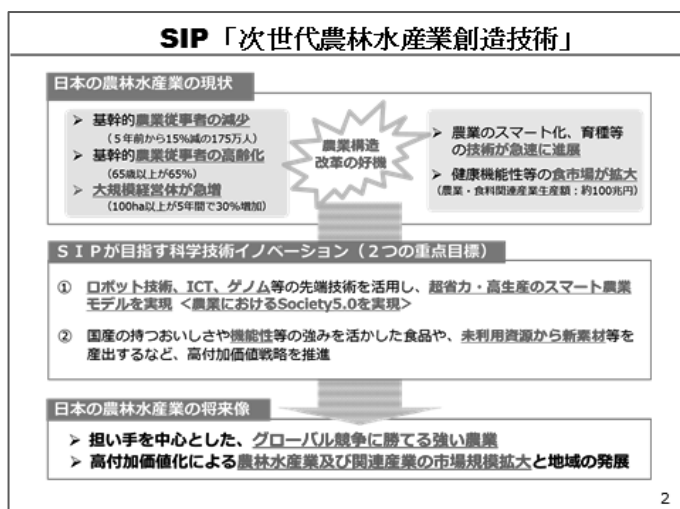 SIP「次世代農林水産業創造技術」
日本の農林水産業の現状
➤ 基幹的農業従事者の減少
(5年前から15%減の175万人)
➤ 基幹的農業従事者の高齢化
(65歳以上が65%)
➤ 大規模経営体が急増
(100ha以上が5年間で30%増加)
農業構造
改革の好機
➤ 農業のスマート化、育種等
の技術が急速に進展
➤ 健康機能性等の食市場が拡大
(農業・食料関連産業生産額：約100兆円)
ＳＩＰが目指す科学技術イノベーション（２つの重点目標）
① ロボット技術、ICT、ゲノム等の先端技術を活用し、超省力・高生産のスマート農業
モデルを実現 <農業におけるSociety5.0を実現>
② 国産の持つおいしさや機能性等の強みを活かした食品や、未利用資源から新素材等を
産出するなど、高付加価値戦略を推進
日本の農林水産業の将来像
➤ 担い手を中心とした、グローバル競争に勝てる強い農業
➤ 高付加価値化による農林水産業及び関連産業の市場規模拡大と地域の発展
2